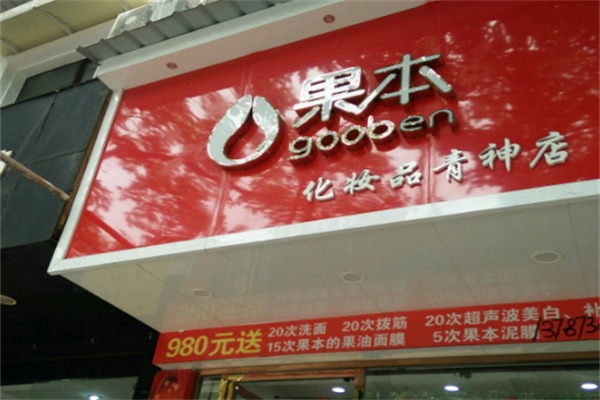 果本
gooben
化妆品青神店
980元送
20次洗面 20次拨筋 20次超声波美白、补
15次果本的果油面膜 5次果本泥膜